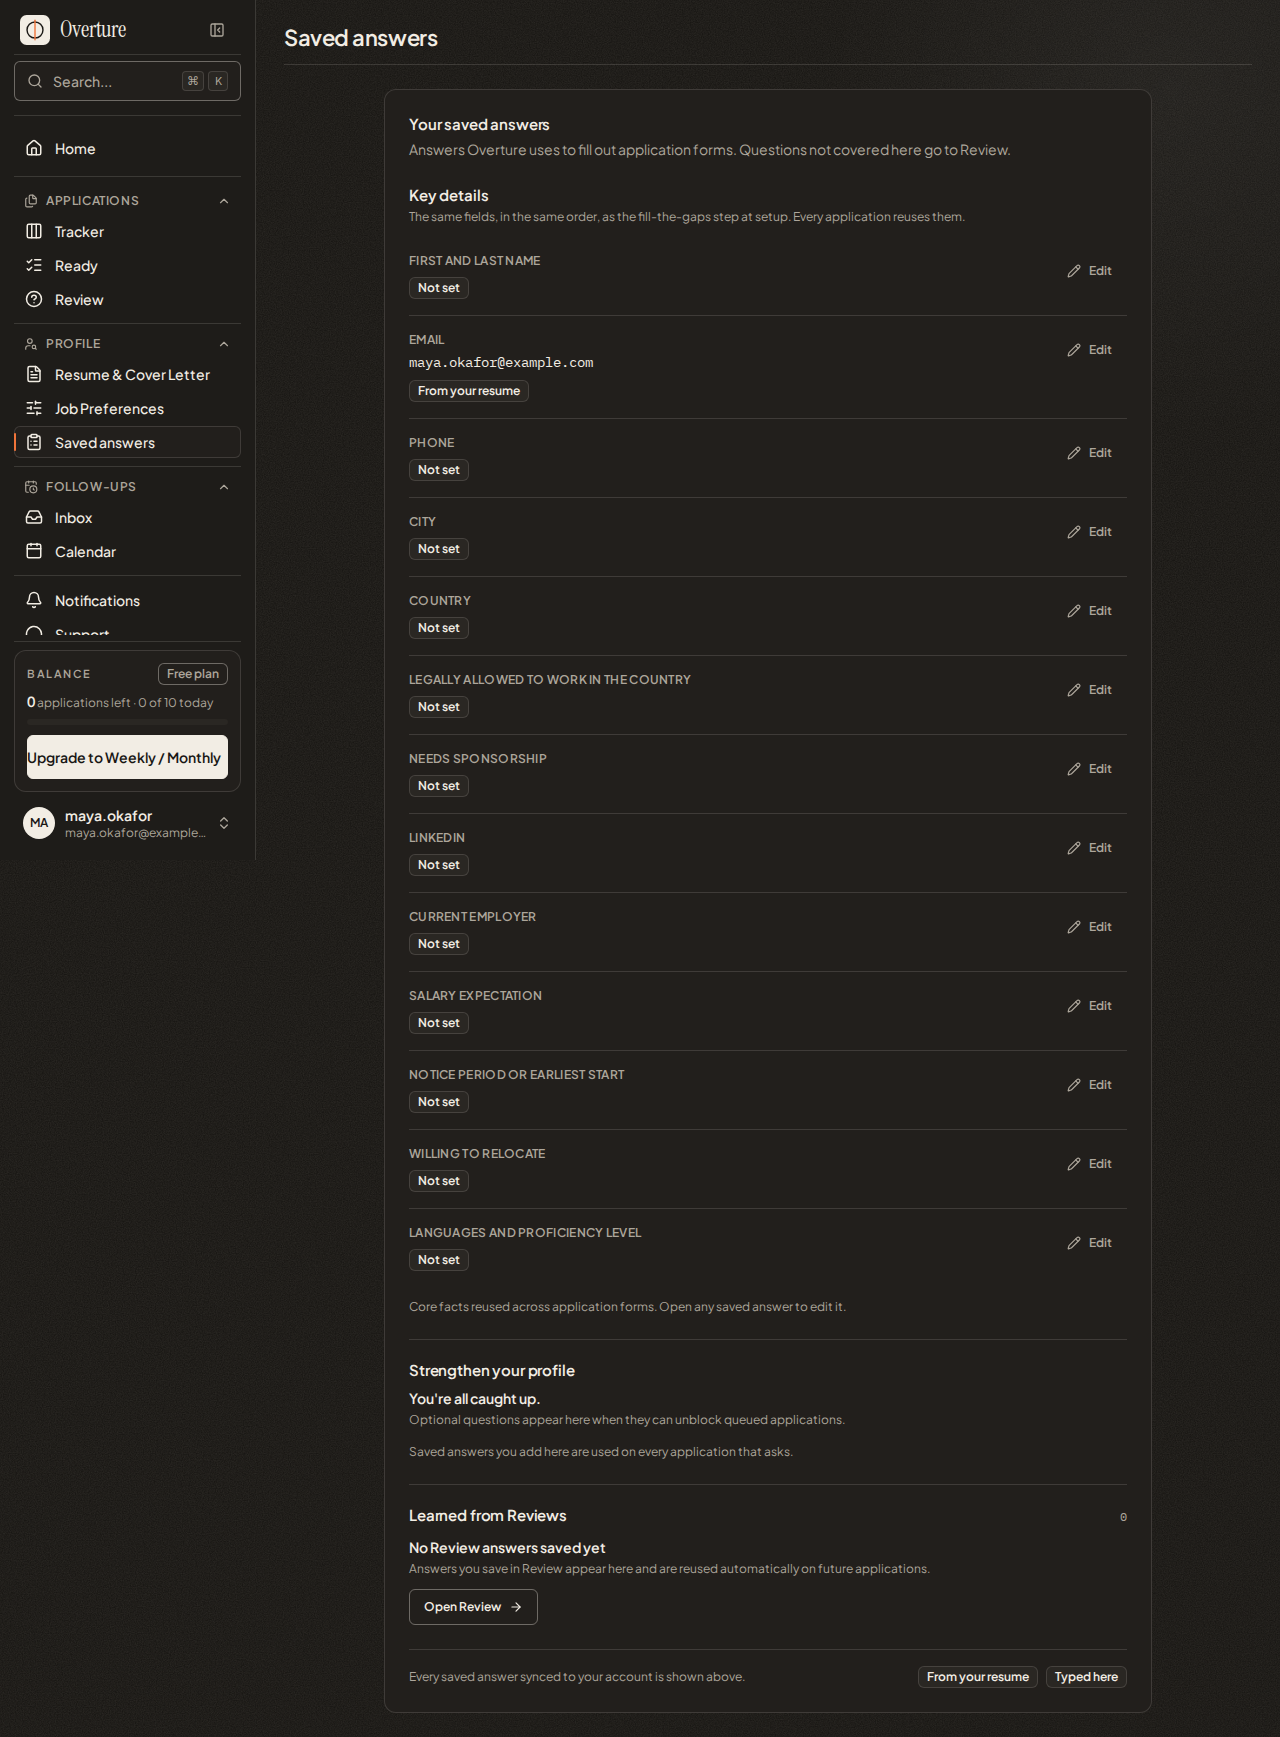 Overture
Search...
⌘ K
Home
APPLICATIONS
Tracker
Ready
Review
PROFILE
Resume & Cover Letter
Job Preferences
Saved answers
FOLLOW-UPS
Inbox
Calendar
Notifications
Support
BALANCE
Free plan
0 applications left · 0 of 10 today
Upgrade to Weekly / Monthly
MA
maya.okafor
maya.okafor@example...
Saved answers
Your saved answers
Answers Overture uses to fill out application forms. Questions not covered here go to Review.
Key details
The same fields, in the same order, as the fill-the-gaps step at setup. Every application reuses them.
FIRST AND LAST NAME
Not set
Edit
EMAIL
maya.okafor@example.com
From your resume
Edit
PHONE
Not set
Edit
CITY
Not set
Edit
COUNTRY
Not set
Edit
LEGALLY ALLOWED TO WORK IN THE COUNTRY
Not set
Edit
NEEDS SPONSORSHIP
Not set
Edit
LINKEDIN
Not set
Edit
CURRENT EMPLOYER
Not set
Edit
SALARY EXPECTATION
Not set
Edit
NOTICE PERIOD OR EARLIEST START
Not set
Edit
WILLING TO RELOCATE
Not set
Edit
LANGUAGES AND PROFICIENCY LEVEL
Not set
Edit
Core facts reused across application forms. Open any saved answer to edit it.
Strengthen your profile
You're all caught up.
Optional questions appear here when they can unblock queued applications.
Saved answers you add here are used on every application that asks.
Learned from Reviews
0
No Review answers saved yet
Answers you save in Review appear here and are reused automatically on future applications.
Open Review
Every saved answer synced to your account is shown above.
From your resume
Typed here